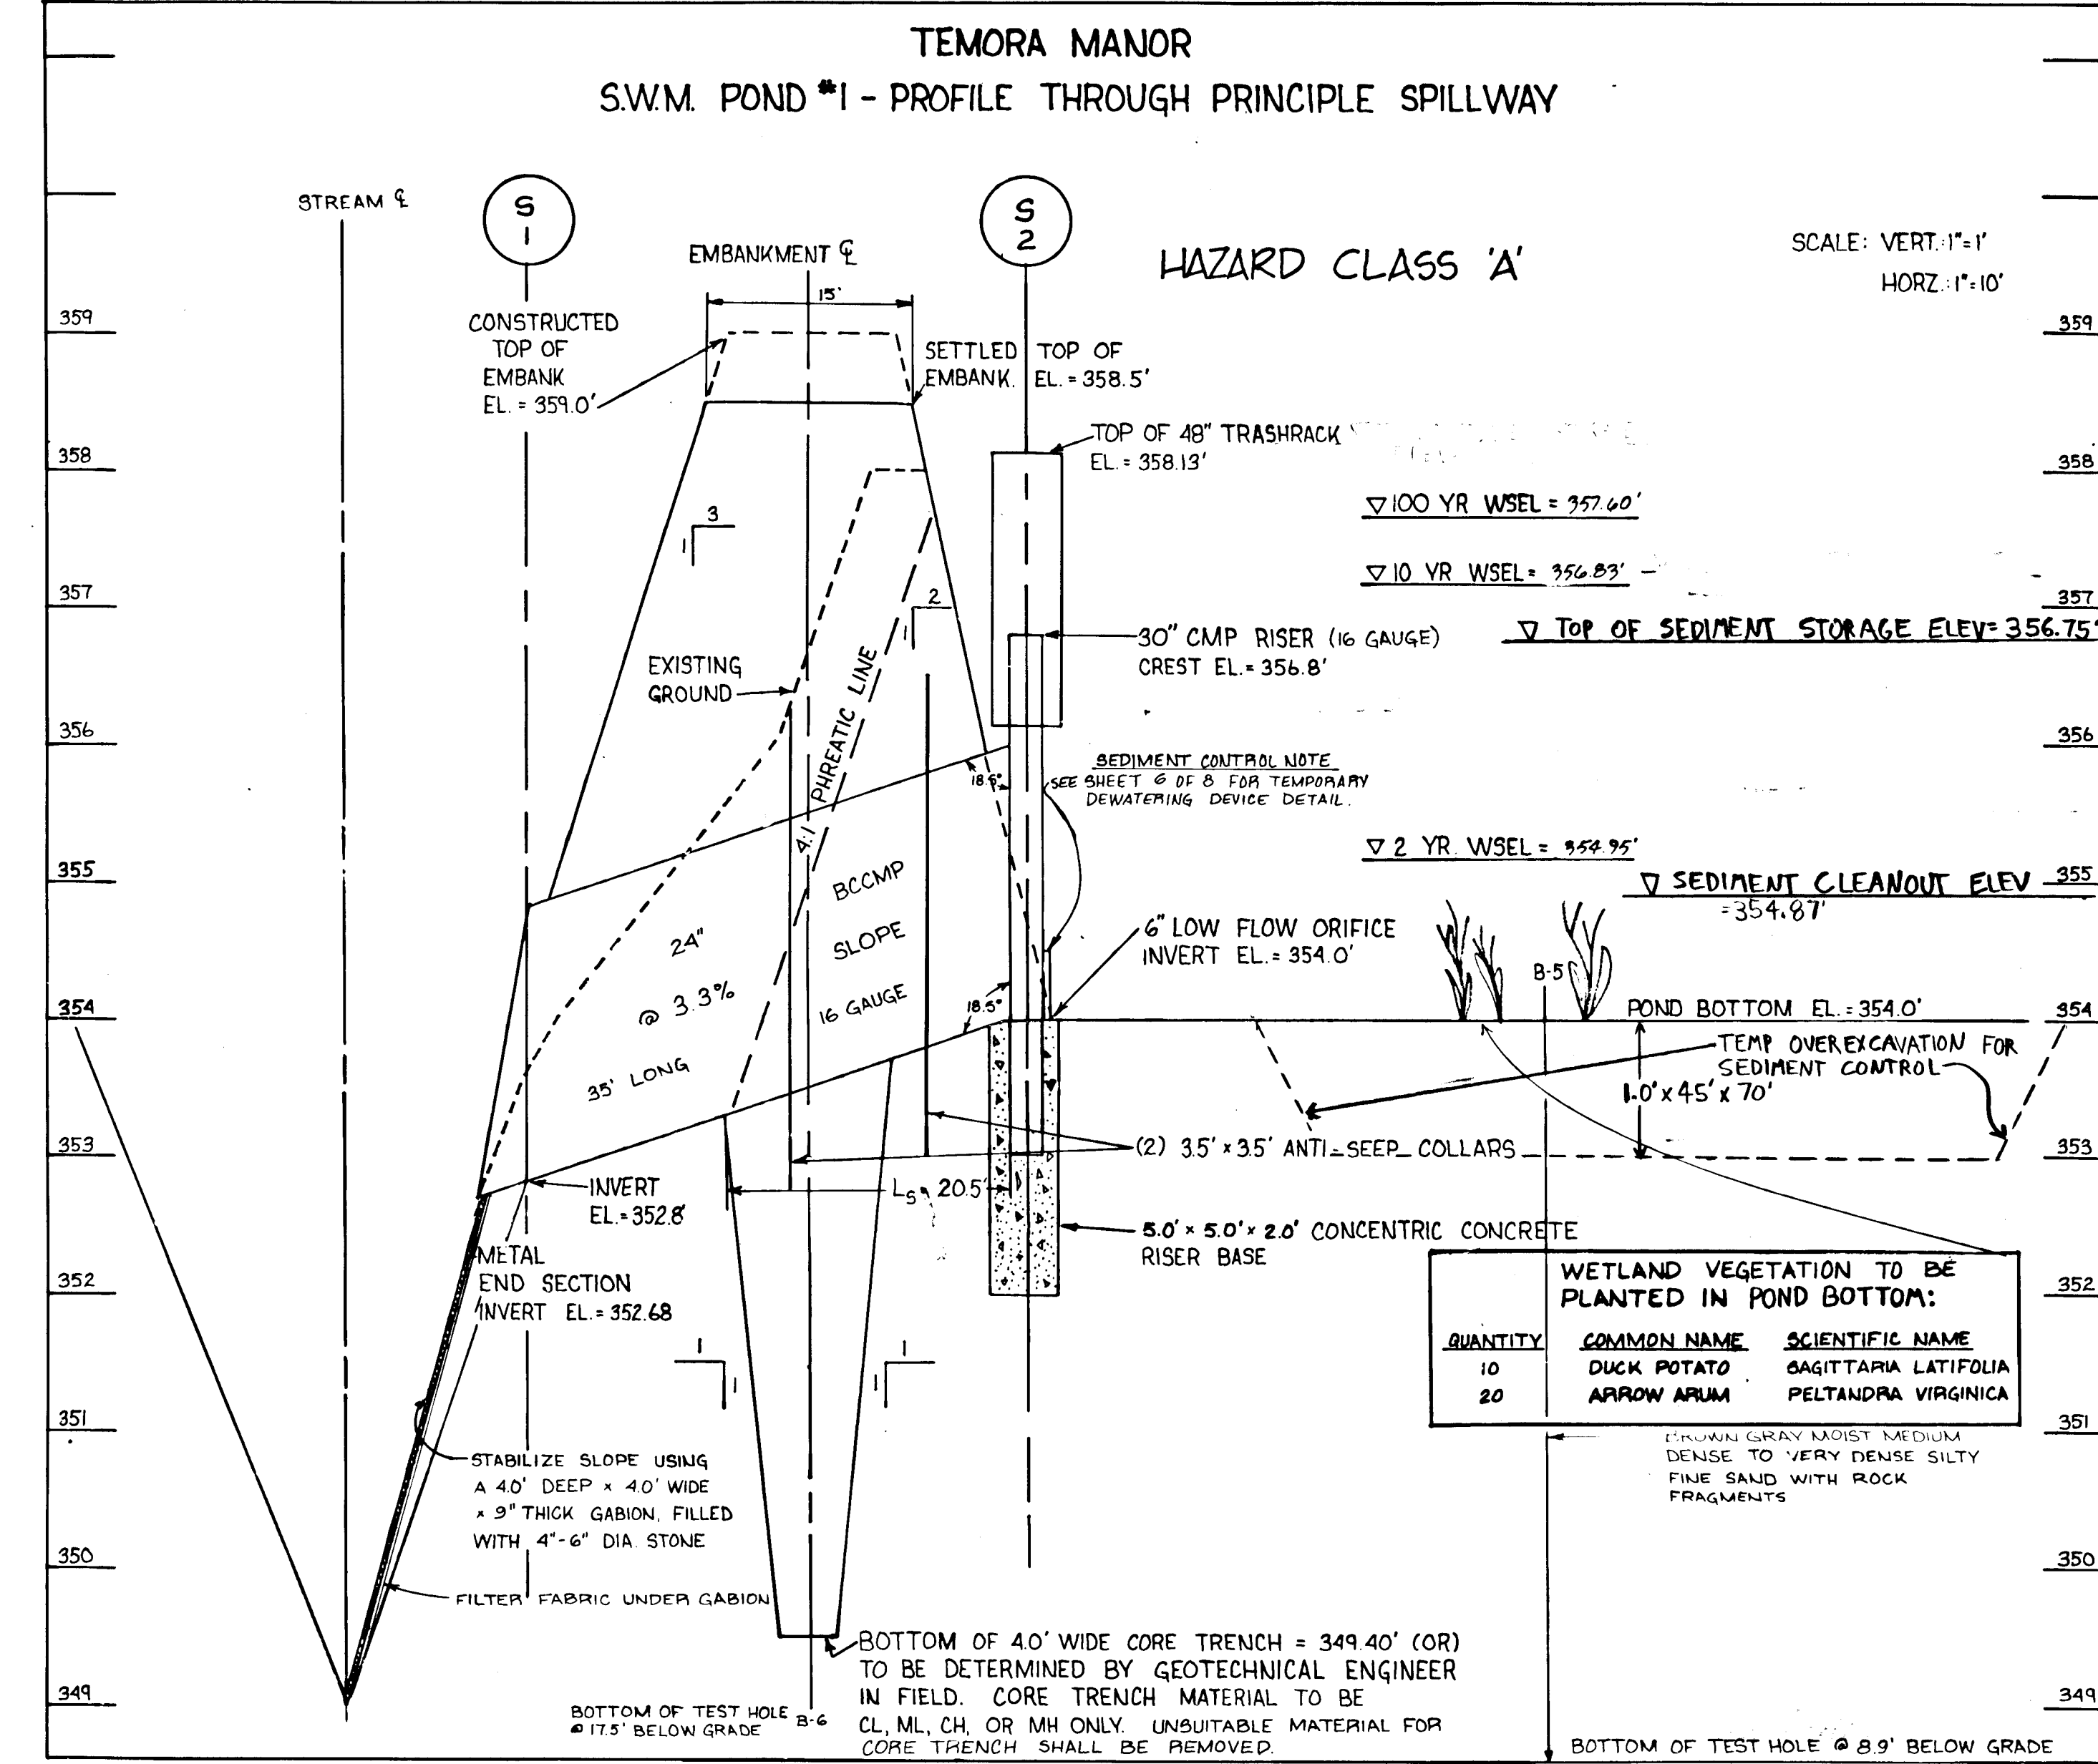 TEMORA MANOR
S.W.M. POND #1 - PROFILE THROUGH PRINCIPLE SPILLWAY
STREAM ℄
S
1
EMBANKMENT ℄
S
2
HAZARD CLASS 'A'
SCALE: VERT.: 1"=1'
HORZ.: 1"=10'
15'
359
359
CONSTRUCTED
TOP OF
EMBANK
EL. = 359.0'
SETTLED TOP OF
EMBANK. EL. = 358.5'
TOP OF 48" TRASHRACK
EL. = 358.13'
358
358
3
1
▽ 100 YR WSEL = 357.60'
▽ 10 YR WSEL = 356.83'
357
357
2
1
▽ TOP OF SEDIMENT STORAGE ELEV= 356.75'
30" CMP RISER (16 GAUGE)
CREST EL. = 356.8'
EXISTING
GROUND
4:1 PHREATIC LINE
356
356
18.5°
SEDIMENT CONTROL NOTE
SEE SHEET 6 OF 8 FOR TEMPORARY
DEWATERING DEVICE DETAIL.
▽ 2 YR. WSEL = 354.95'
355
355
▽ SEDIMENT CLEANOUT ELEV
=354.87'
24"
@ 3.3%
35' LONG
BCCMP
SLOPE
16 GAUGE
18.5°
6" LOW FLOW ORIFICE
INVERT EL. = 354.0'
B-5
354
354
POND BOTTOM EL. = 354.0'
TEMP OVEREXCAVATION FOR
SEDIMENT CONTROL
1.0' x 45' x 70'
353
353
(2) 3.5' x 3.5' ANTI-SEEP COLLARS
INVERT
EL. = 352.8'
Ls = 20.5'
5.0' x 5.0' x 2.0' CONCENTRIC CONCRETE
RISER BASE
METAL
END SECTION
INVERT EL. = 352.68
352
352
WETLAND VEGETATION TO BE
PLANTED IN POND BOTTOM:
QUANTITY COMMON NAME SCIENTIFIC NAME
10 DUCK POTATO SAGITTARIA LATIFOLIA
20 ARROW ARUM PELTANDRA VIRGINICA
1
1
1
1
351
351
BROWN GRAY MOIST MEDIUM
DENSE TO VERY DENSE SILTY
FINE SAND WITH ROCK
FRAGMENTS
STABILIZE SLOPE USING
A 4.0' DEEP x 4.0' WIDE
x 9" THICK GABION, FILLED
WITH 4"-6" DIA. STONE
350
350
FILTER FABRIC UNDER GABION
BOTTOM OF 4.0' WIDE CORE TRENCH = 349.40' (OR)
TO BE DETERMINED BY GEOTECHNICAL ENGINEER
IN FIELD. CORE TRENCH MATERIAL TO BE
CL, ML, CH, OR MH ONLY. UNSUITABLE MATERIAL FOR
CORE TRENCH SHALL BE REMOVED.
349
349
BOTTOM OF TEST HOLE
@ 17.5' BELOW GRADE
B-6
BOTTOM OF TEST HOLE @ 8.9' BELOW GRADE